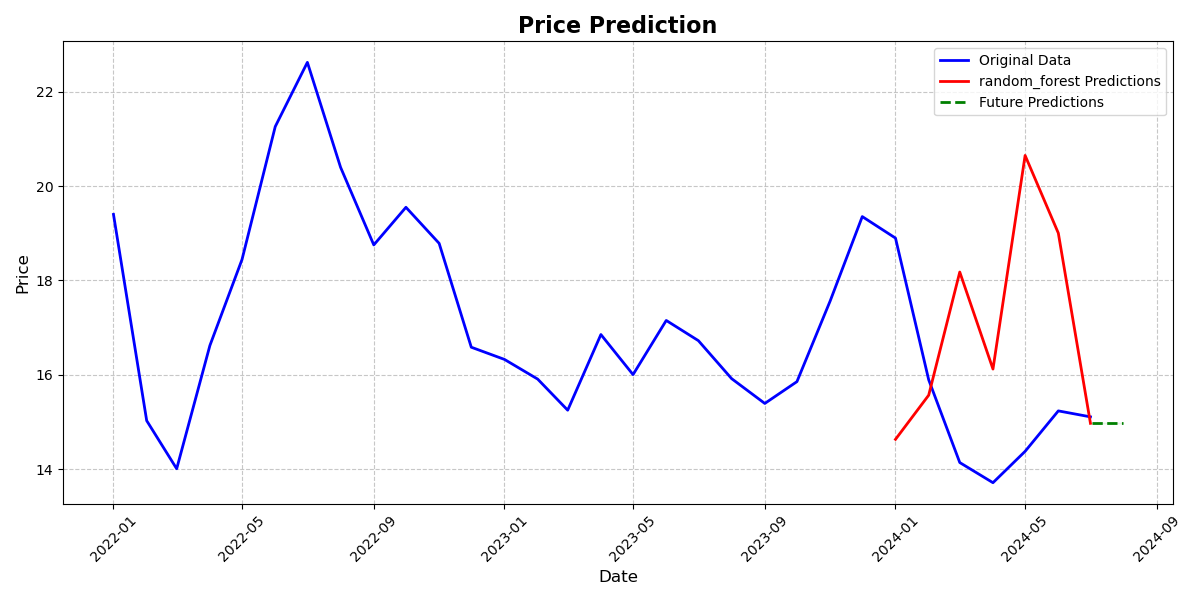 Price Prediction
Original Data
random_forest Predictions
Future Predictions
Price
22
20
18
16
14
2022-01
2022-05
2022-09
2023-01
2023-05
2023-09
2024-01
2024-05
2024-09
Date